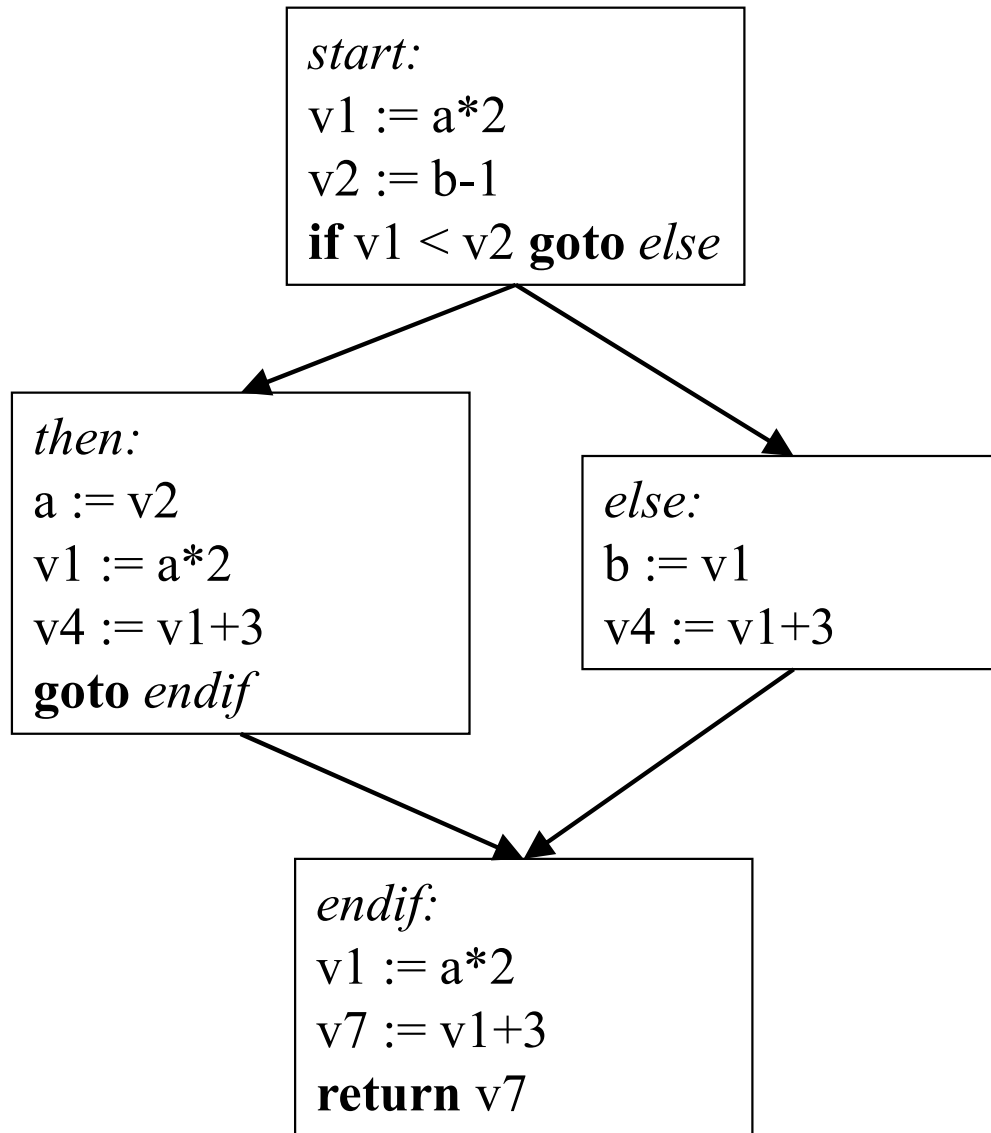 start:
v1 := a*2
v2 := b-1
if v1 < v2 goto else
then:
a := v2
v1 := a*2
v4 := v1+3
goto endif
else:
b := v1
v4 := v1+3
endif:
v1 := a*2
v7 := v1+3
return v7